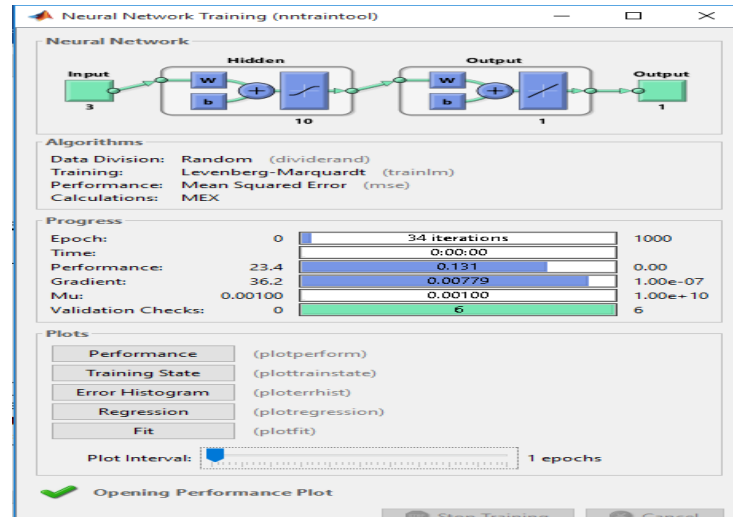 Neural Network Training (nntraintool)
Neural Network
Hidden
Output
Input
Output
W
W
b
b
3
10
1
1
Algorithms
Data Division: Random (dividerand)
Training: Levenberg-Marquardt (trainlm)
Performance: Mean Squared Error (mse)
Calculations: MEX
Progress
Epoch: 0 34 iterations 1000
Time: 0:00:00
Performance: 23.4 0.131 0.00
Gradient: 36.2 0.00779 1.00e-07
Mu: 0.00100 0.00100 1.00e+10
Validation Checks: 0 6 6
Plots
Performance (plotperform)
Training State (plottrainstate)
Error Histogram (ploterrhist)
Regression (plotregression)
Fit (plotfit)
Plot Interval: 1 epochs
Opening Performance Plot
Stop Training Cancel